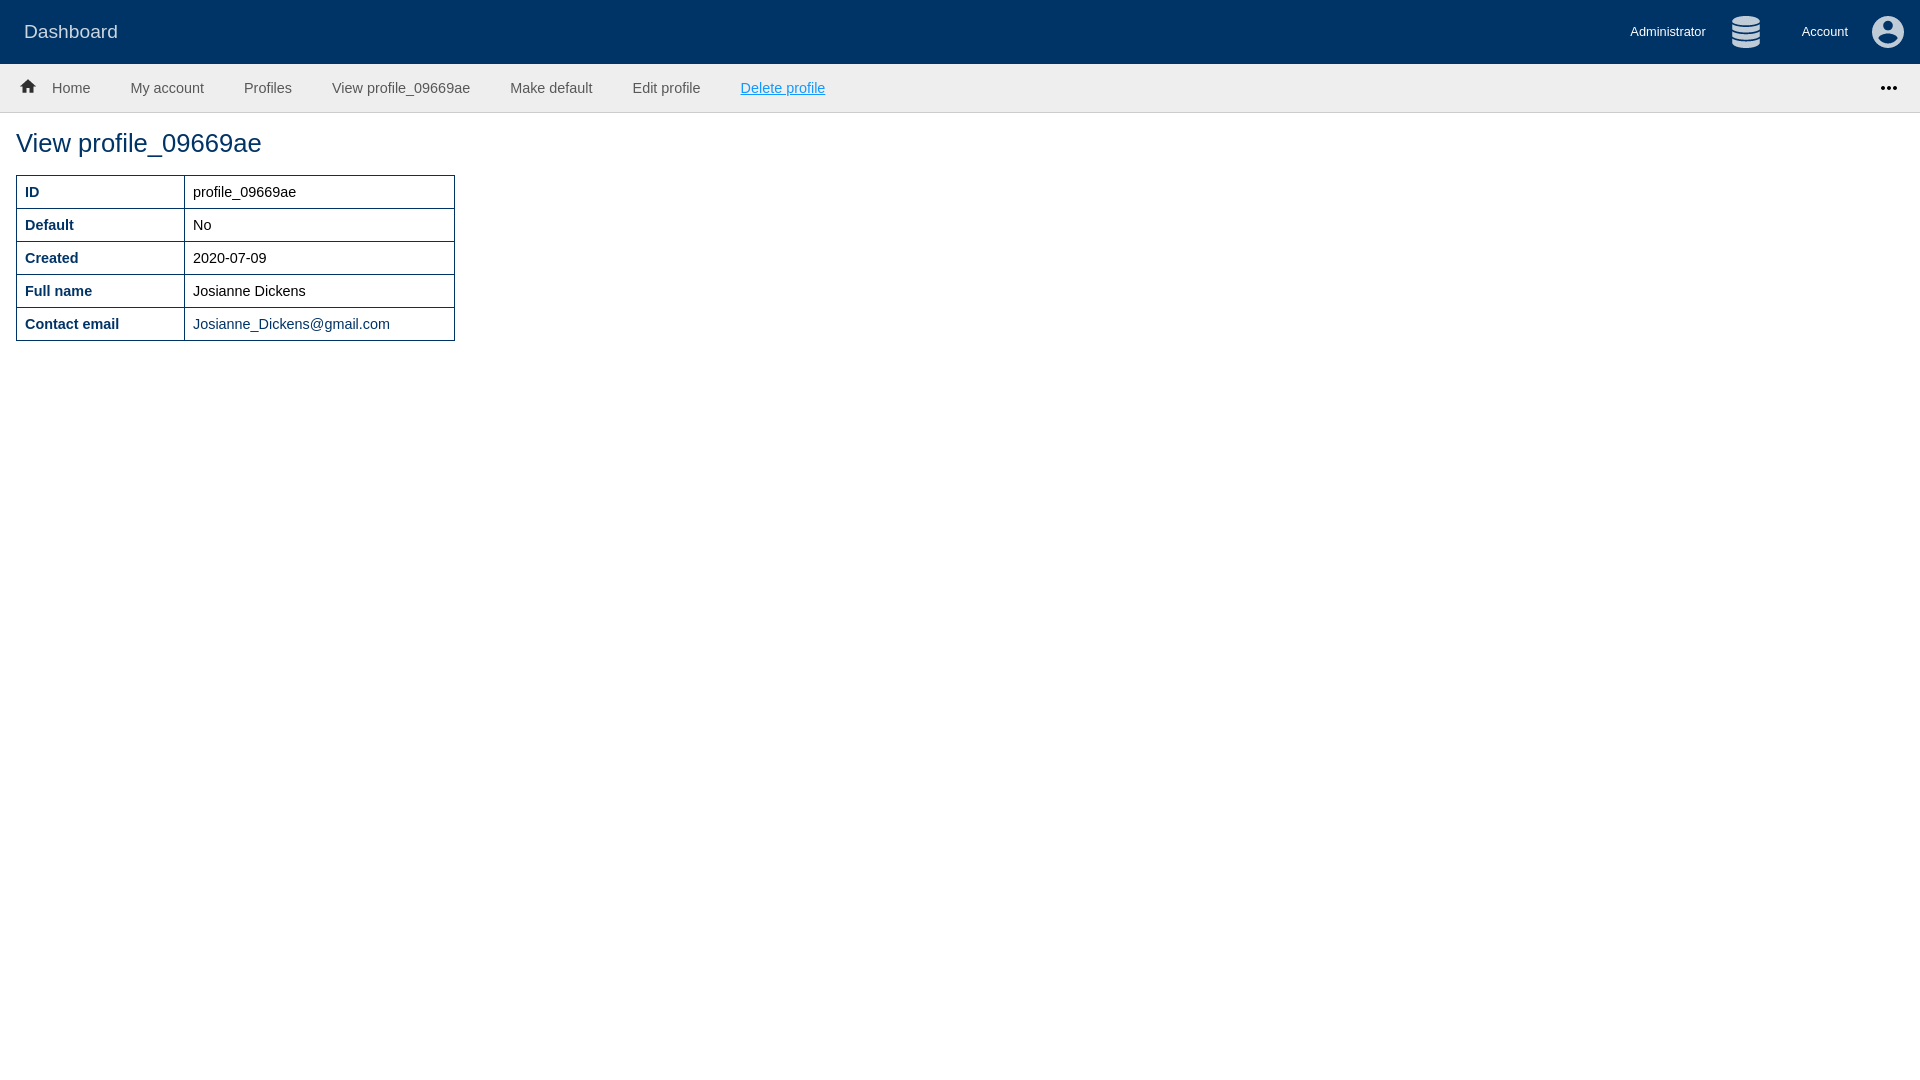 Dashboard
Administrator
Account
Home
My account
Profiles
View profile_09669ae
Make default
Edit profile
Delete profile
View profile_09669ae
ID profile_09669ae
Default No
Created 2020-07-09
Full name Josianne Dickens
Contact email Josianne_Dickens@gmail.com